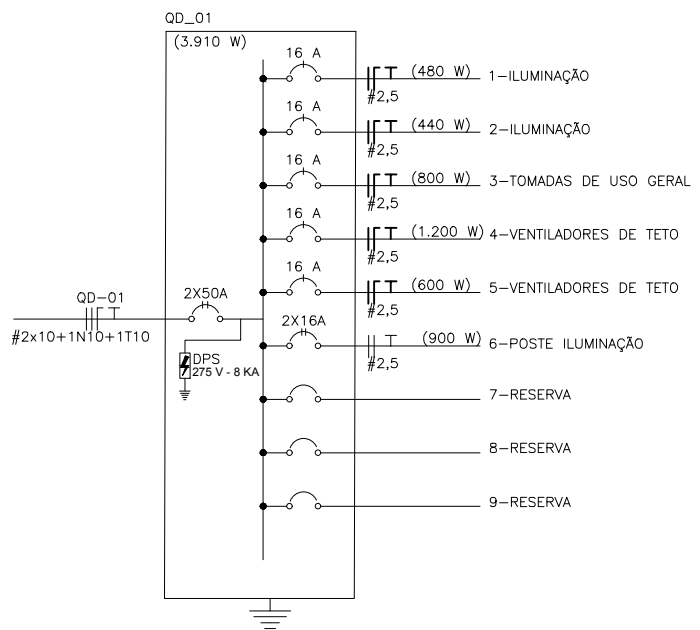 QD_01
(3.910 W)
16 A
(480 W)
1-ILUMINAÇÃO
#2,5
16 A
(440 W)
2-ILUMINAÇÃO
#2,5
16 A
(800 W)
3-TOMADAS DE USO GERAL
#2,5
16 A
(1.200 W)
4-VENTILADORES DE TETO
#2,5
16 A
(600 W)
5-VENTILADORES DE TETO
#2,5
QD-01
2X50A
#2x10+1N10+1T10
2X16A
(900 W)
6-POSTE ILUMINAÇÃO
#2,5
DPS
275 V - 8 KA
7-RESERVA
8-RESERVA
9-RESERVA